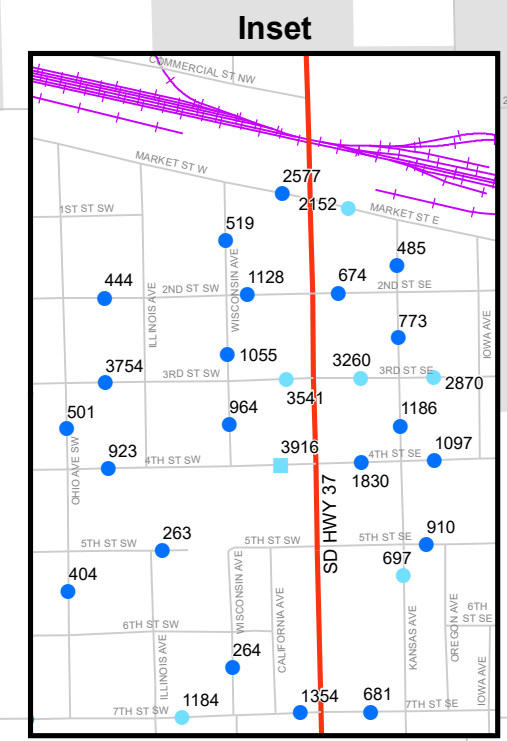 Inset
COMMERCIAL ST NW
MARKET ST W
2577
2152
MARKET ST E
1ST ST SW
519
485
444
2ND ST SW
1128
674
2ND ST SE
ILLINOIS AVE
WISCONSIN AVE
IOWA AVE
773
3754
3RD ST SW
1055
3541
3260
3RD ST SE
2870
501
964
1186
OHIO AVE SW
923
4TH ST SW
3916
1830
4TH ST SE
1097
SD HWY 37
263
5TH ST SW
5TH ST SW
5TH ST SE
910
697
404
WISCONSIN AVE
CALIFORNIA AVE
KANSAS AVE
OREGON AVE
6TH
ST SE
6TH ST SW
ILLINOIS AVE
264
IOWA AVE
7TH ST SW
1184
1354
681
7TH ST SE